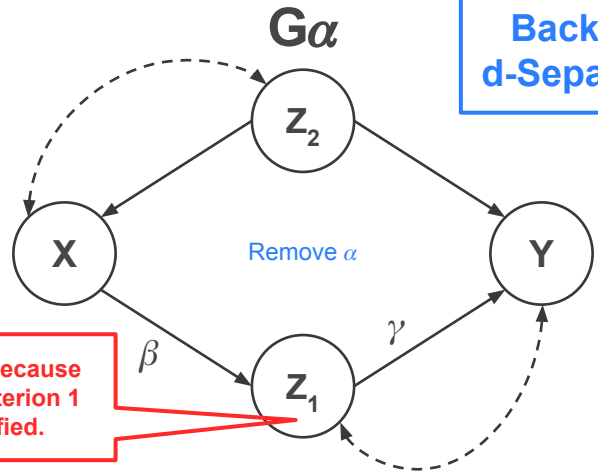 Gα
Back
d-Sepa
Z₂
X
Remove α
Y
β
γ
Z₁
ecause
terion 1
fied.